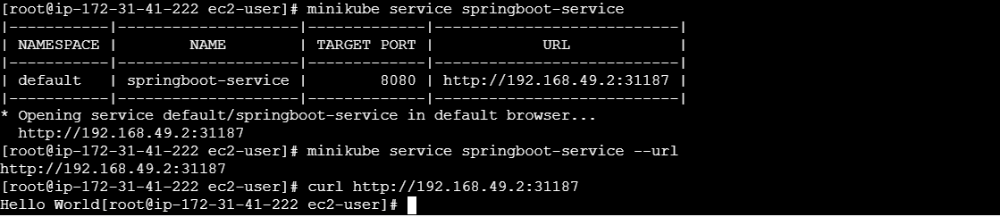 [root@ip-172-31-41-222 ec2-user]# minikube service springboot-service
|-----------|--------------------|-------------|---------------------------|
| NAMESPACE |        NAME        | TARGET PORT |            URL            |
|-----------|--------------------|-------------|---------------------------|
| default   | springboot-service |        8080 | http://192.168.49.2:31187 |
|-----------|--------------------|-------------|---------------------------|
* Opening service default/springboot-service in default browser...
  http://192.168.49.2:31187
[root@ip-172-31-41-222 ec2-user]# minikube service springboot-service --url
http://192.168.49.2:31187
[root@ip-172-31-41-222 ec2-user]# curl http://192.168.49.2:31187
Hello World[root@ip-172-31-41-222 ec2-user]#